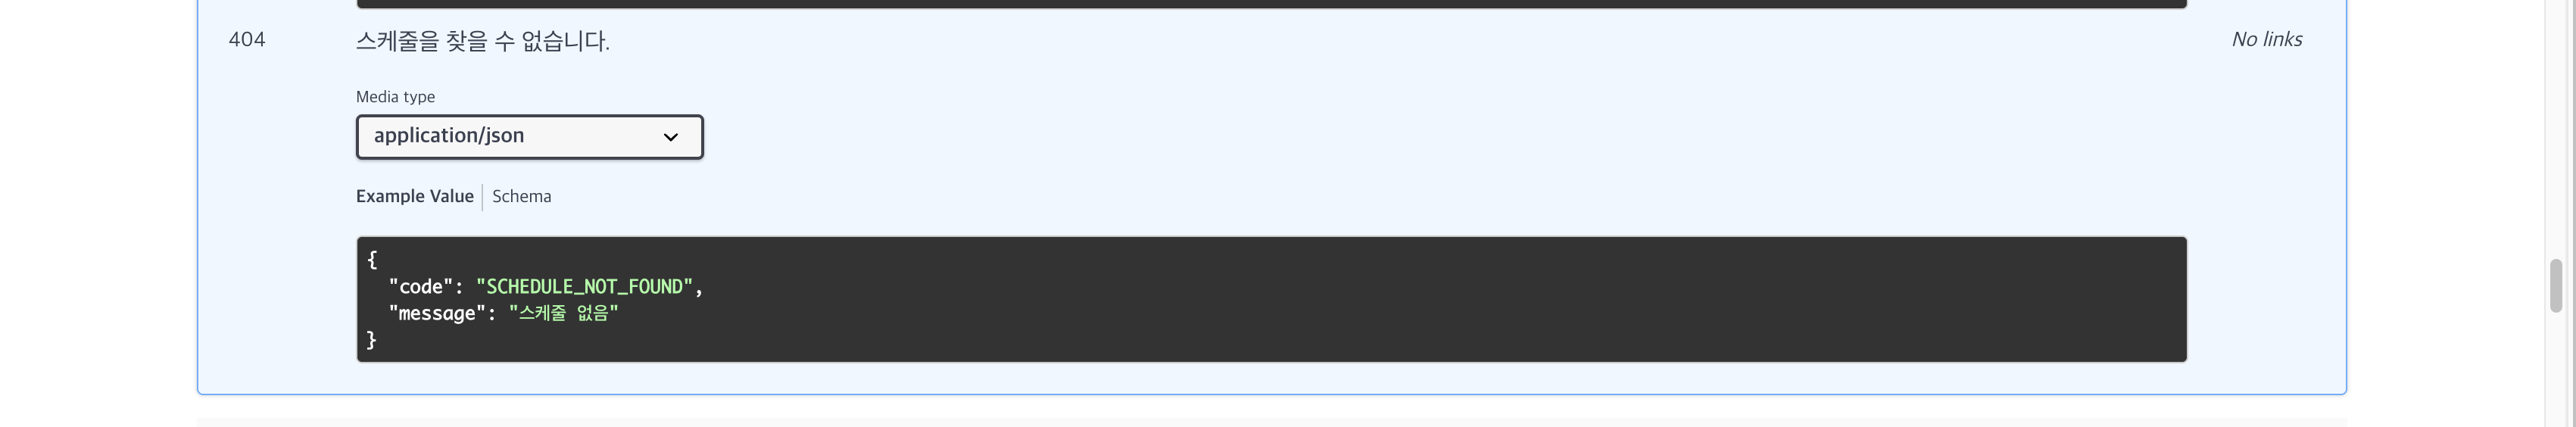 404 스케줄을 찾을 수 없습니다. No links
Media type
application/json
Example Value | Schema
{
"code": "SCHEDULE_NOT_FOUND",
"message": "스케줄 없음"
}